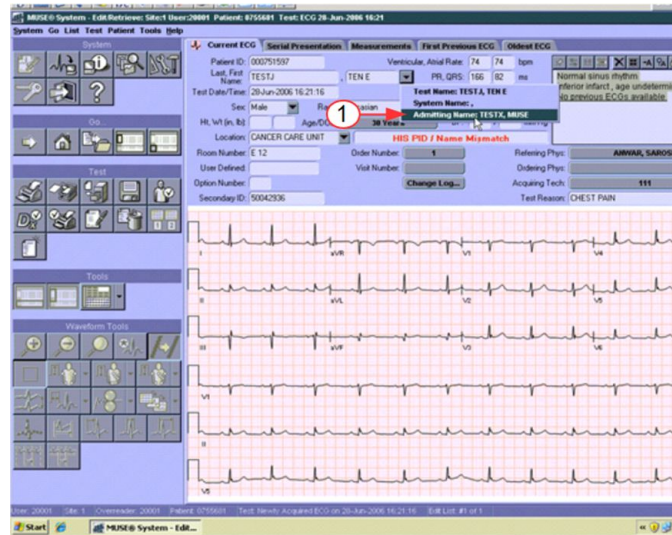 MUSE® System - Edit/Retrieve: Site:1 User:20001 Patient: 0755601 Test: ECG 28-Jun-2006 16:21
System Go List Test Patient Tools Help
System
Current ECG Serial Presentation Measurements First Previous ECG Oldest ECG
Patient ID: 000751597 Ventricular, Atrial Rate: 74 74 bpm
Last, First Name: TESTJ , TEN E PR, QRS: 166 82 ms
Normal sinus rhythm
Inferior infarct , age undetermi
No previous ECGs available
Test Date/Time: 28-Jun-2006 16:21:16
Test Name: TESTJ, TEN E
System Name: ,
Admitting Name: TESTX, MUSE
1
Sex: Male
Ht, Wt (in, lb): Age/DO 38 Years
Go...
Location: CANCER CARE UNIT HIS PID / Name Mismatch
Room Number: E 12 Order Number: 1 Referring Phys: ANWAR, SAROS
User Defined: Visit Number: Ordering Phys:
Option Number: Change Log... Acquiring Tech: 111
Secondary ID: 50042936 Test Reason: CHEST PAIN
Test
I aVR V1 V4
II aVL V2 V5
III aVF V3 V6
V1
II
V5
Tools
Waveform Tools
User: 20001 Site: 1 Overreader: 20001 Patient: 0755601 Test: Newly Acquired ECG on 28-Jun-2006 16:21:16 Edit List: #1 of 1
Start MUSE® System - Edit...